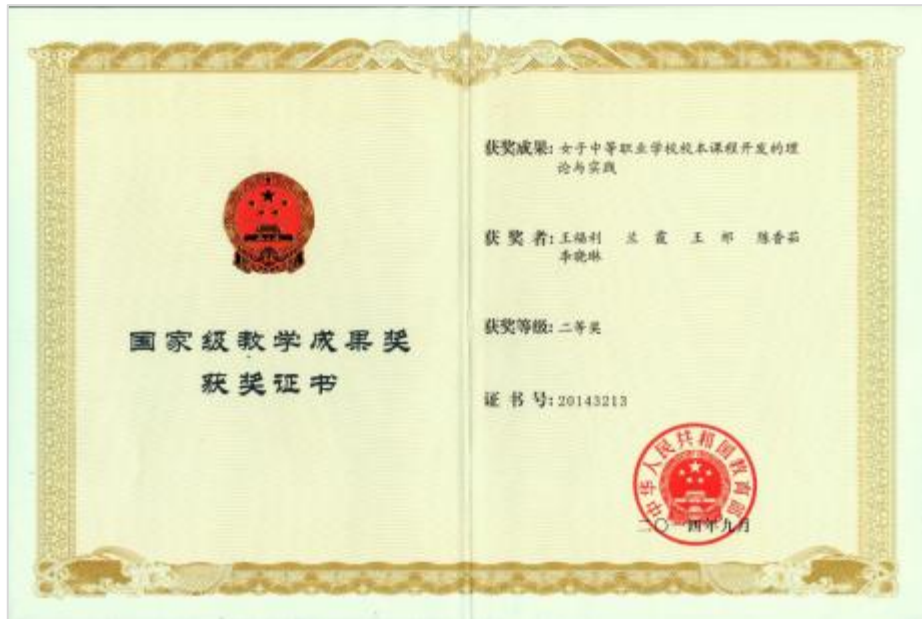 国家级教学成果奖
获奖证书
获奖成果: 女子中等职业学校校本课程开发的理
论与实践
获 奖 者: 王福利 兰 霞 王 郁 陈香茹
李晓琳
获奖等级: 二等奖
证 书 号: 20143213
中华人民共和国教育部
二〇一四年九月